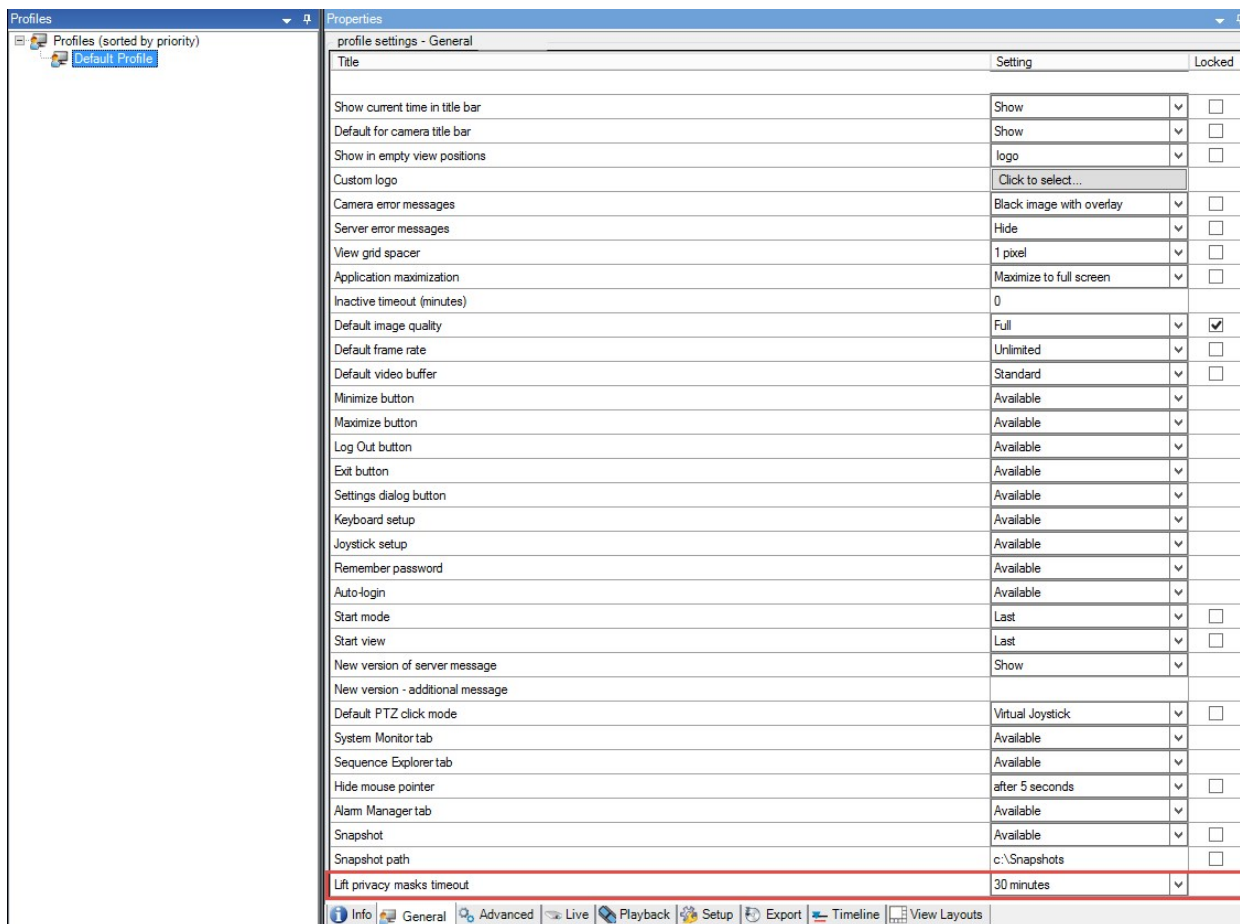 Profiles
Profiles (sorted by priority)
Default Profile
Properties
profile settings - General
Title Setting Locked
Show current time in title bar Show
Default for camera title bar Show
Show in empty view positions logo
Custom logo Click to select...
Camera error messages Black image with overlay
Server error messages Hide
View grid spacer 1 pixel
Application maximization Maximize to full screen
Inactive timeout (minutes) 0
Default image quality Full
Default frame rate Unlimited
Default video buffer Standard
Minimize button Available
Maximize button Available
Log Out button Available
Exit button Available
Settings dialog button Available
Keyboard setup Available
Joystick setup Available
Remember password Available
Auto-login Available
Start mode Last
Start view Last
New version of server message Show
New version - additional message
Default PTZ click mode Virtual Joystick
System Monitor tab Available
Sequence Explorer tab Available
Hide mouse pointer after 5 seconds
Alarm Manager tab Available
Snapshot Available
Snapshot path c:\Snapshots
Lift privacy masks timeout 30 minutes
Info General Advanced Live Playback Setup Export Timeline View Layouts